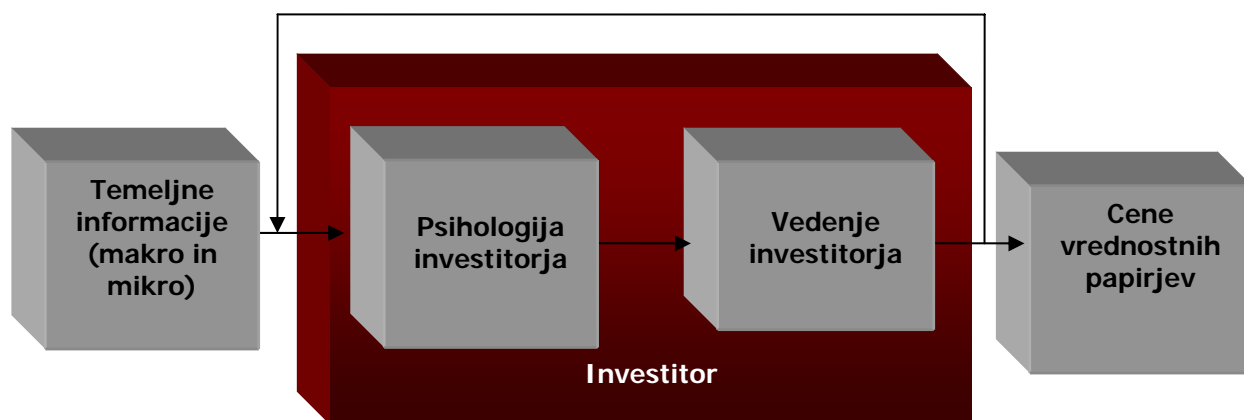 Temeljne
informacije
(makro in
mikro)
Psihologija
investitorja
Vedenje
investitorja
Cene
vrednostnih
papirjev
Investitor